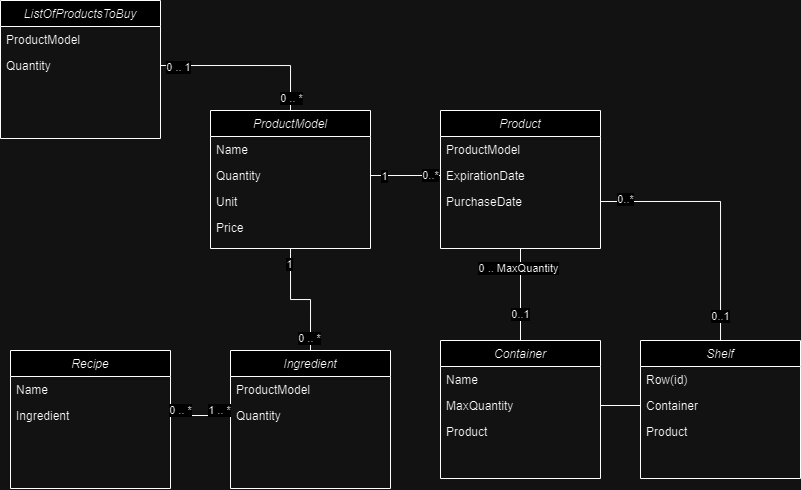 ListOfProductsToBuy
ProductModel
Quantity
0 .. 1
0 .. *
ProductModel
Name
Quantity
Unit
Price
1
0..*
Product
ProductModel
ExpirationDate
PurchaseDate
0..*
1
0 .. MaxQuantity
0 .. *
0..1
0..1
Recipe
Name
Ingredient
0 .. *
1 .. *
Ingredient
ProductModel
Quantity
Container
Name
MaxQuantity
Product
Shelf
Row(id)
Container
Product